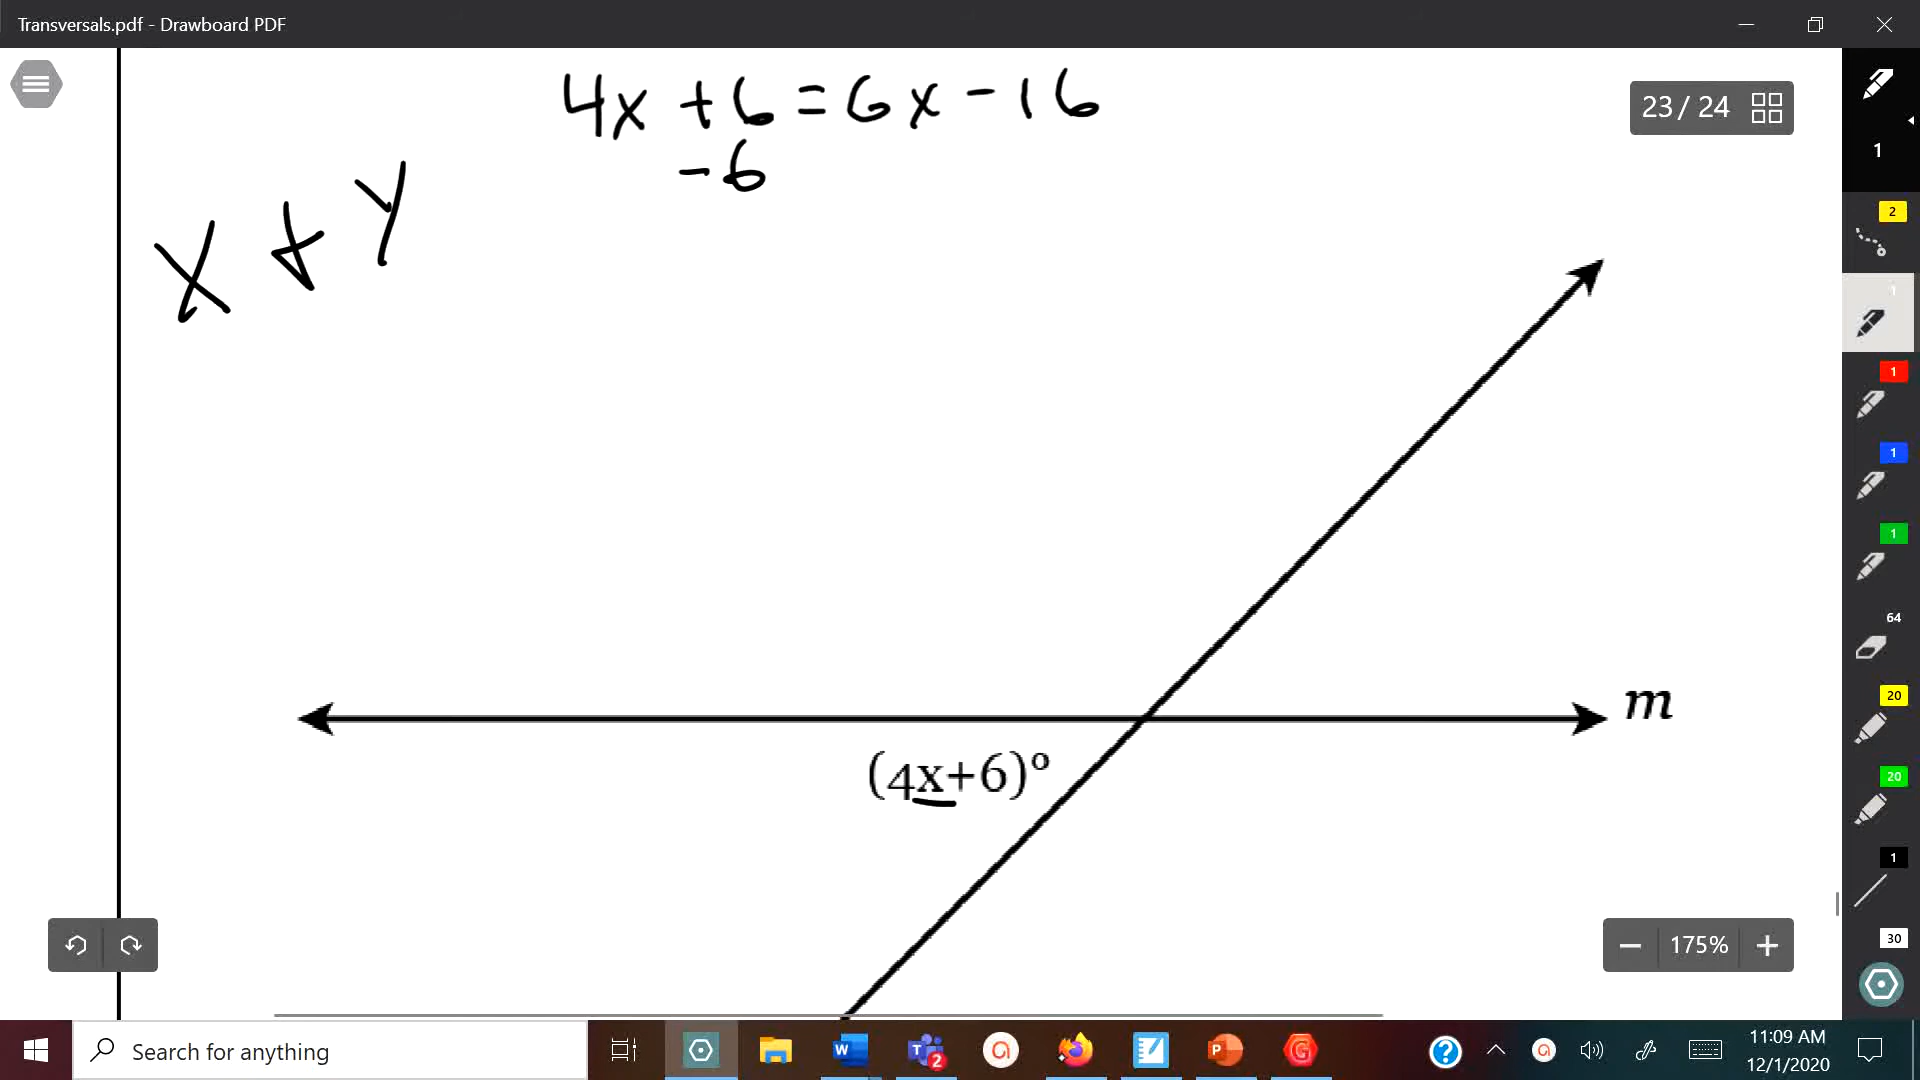 Transversals.pdf - Drawboard PDF
4x + 6 = 6x - 16
- 6
23 / 24
1
x & y
2
1
1
1
1
64
m
(4x+6)°
20
20
1
30
175%
Search for anything
W
T
2
a
P
G
?
a
11:09 AM
12/1/2020